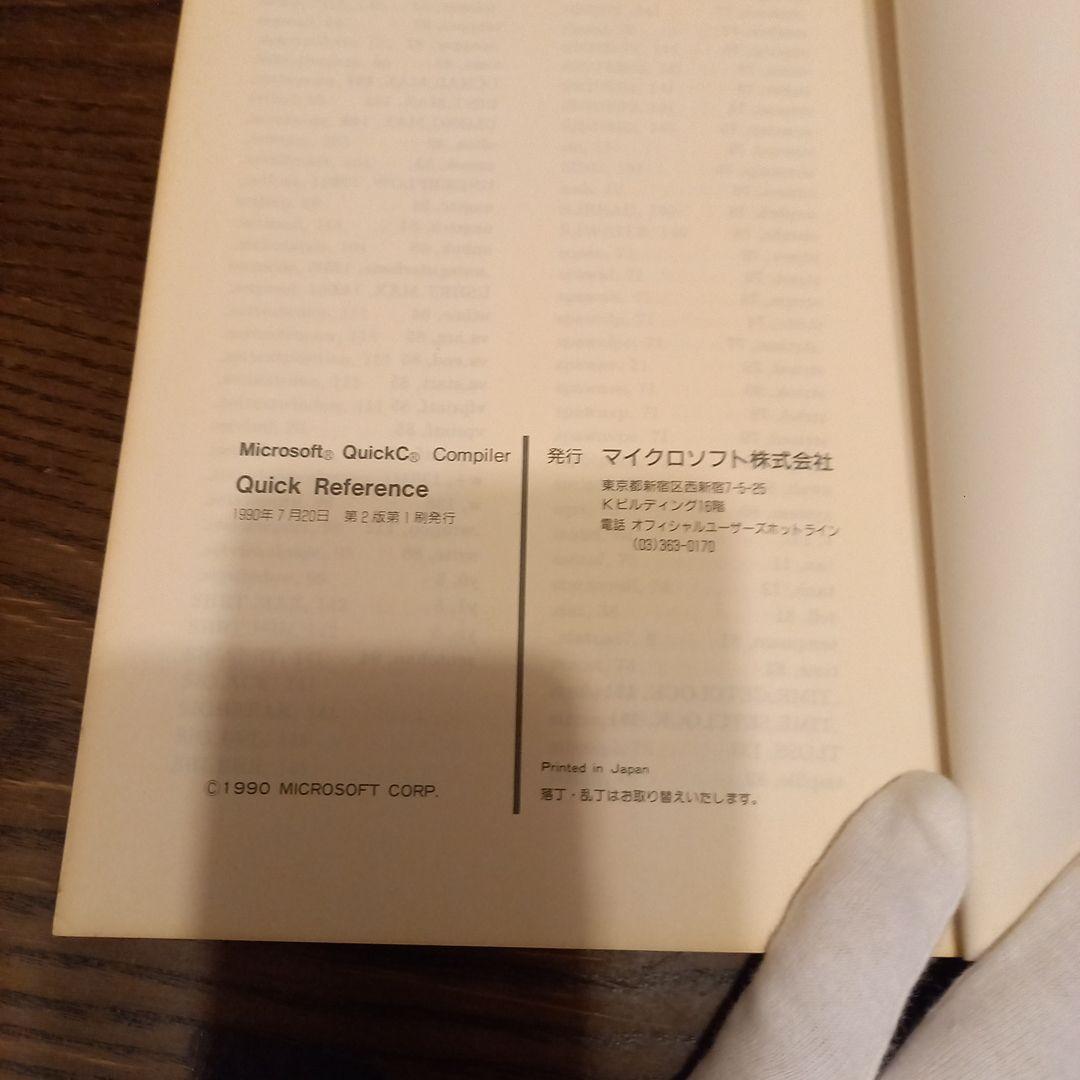 Microsoft® QuickC® Compiler
Quick Reference
1990年7月20日 第2版第1刷発行
©1990 MICROSOFT CORP.
発行 マイクロソフト株式会社
東京都新宿区西新宿7-5-25
Kビルディング16階
電話 オフィシャルユーザーズホットライン
(03)363-0170
Printed in Japan
落丁・乱丁はお取り替えいたします。